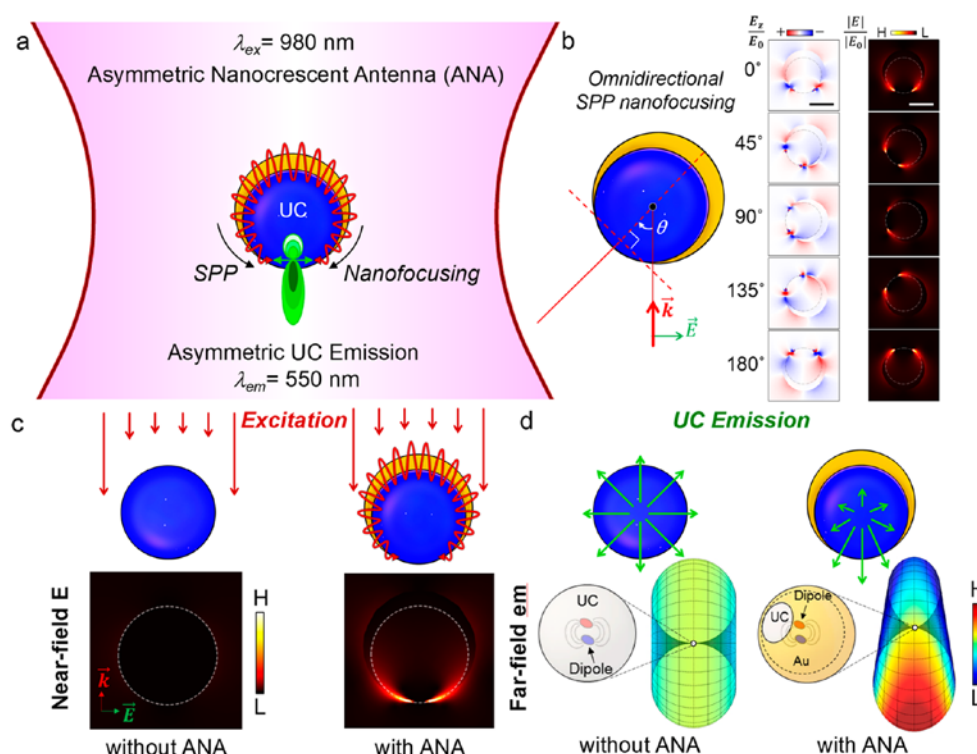 a
λex = 980 nm
Asymmetric Nanocrescent Antenna (ANA)
UC
SPP
Nanofocusing
Asymmetric UC Emission
λem = 550 nm
b
Omnidirectional
SPP nanofocusing
θ
k
E
Ez
E0
+ −
|E|
|E0|
H L
0°
45°
90°
135°
180°
c
Excitation
Near-field E
k
E
H
L
without ANA
with ANA
d
UC Emission
Far-field em
UC
Dipole
UC
Dipole
Au
H
L
without ANA
with ANA